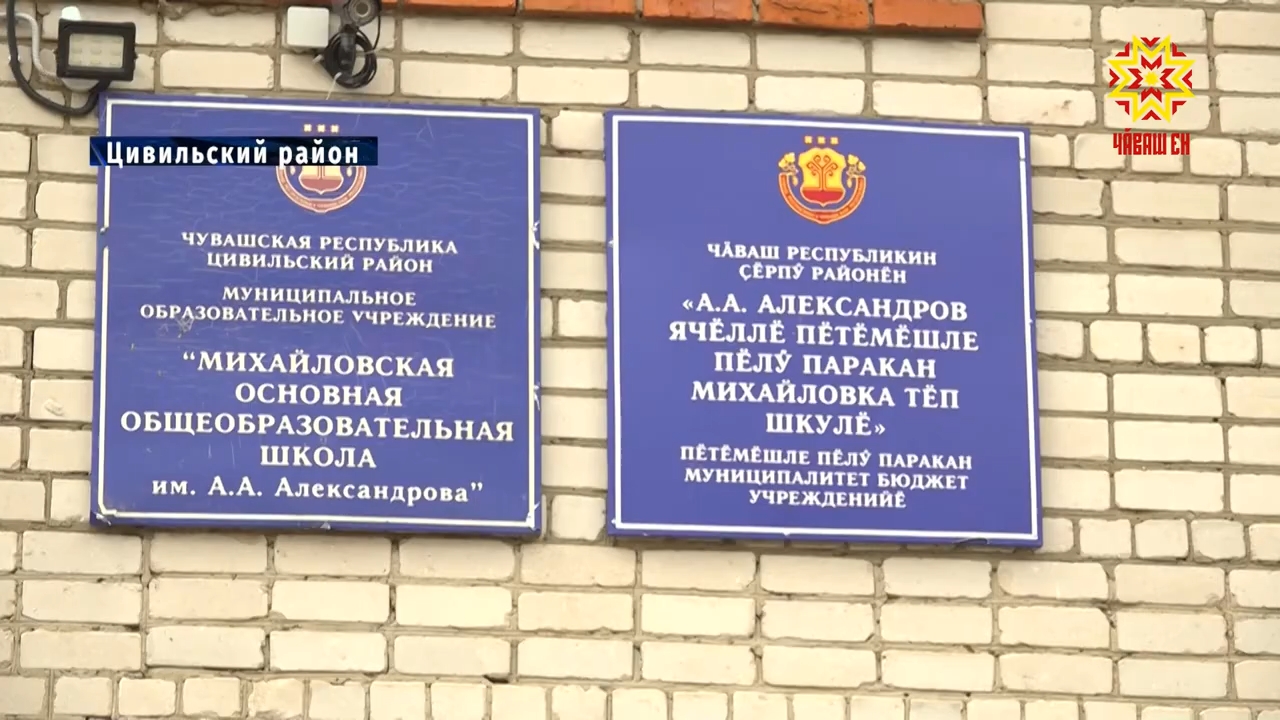 Цивильский район
ЧӐВАШ ЕН
ЧУВАШСКАЯ РЕСПУБЛИКА
ЦИВИЛЬСКИЙ РАЙОН
МУНИЦИПАЛЬНОЕ
ОБРАЗОВАТЕЛЬНОЕ УЧРЕЖДЕНИЕ
“МИХАЙЛОВСКАЯ
ОСНОВНАЯ
ОБЩЕОБРАЗОВАТЕЛЬНАЯ
ШКОЛА
им. А.А. Александрова”
ЧӐВАШ РЕСПУБЛИКИН
ҪӖРПӲ РАЙОНӖН
«А.А. АЛЕКСАНДРОВ
ЯЧӖЛЛӖ ПӖТӖМӖШЛЕ
ПӖЛӲ ПАРАКАН
МИХАЙЛОВКА ТӖП
ШКУЛӖ»
ПӖТӖМӖШЛЕ ПӖЛӲ ПАРАКАН
МУНИЦИПАЛИТЕТ БЮДЖЕТ
УЧРЕЖДЕНИЙӖ